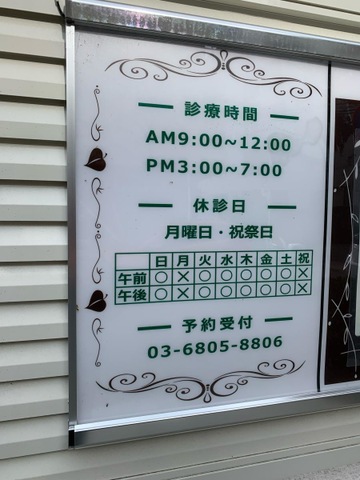 診療時間
AM9:00~12:00
PM3:00~7:00
休診日
月曜日・祝祭日
日 月 火 水 木 金 土 祝
午前 ○ × ○ ○ ○ ○ ○ ×
午後 ○ × ○ ○ ○ ○ ○ ×
予約受付
03-6805-8806